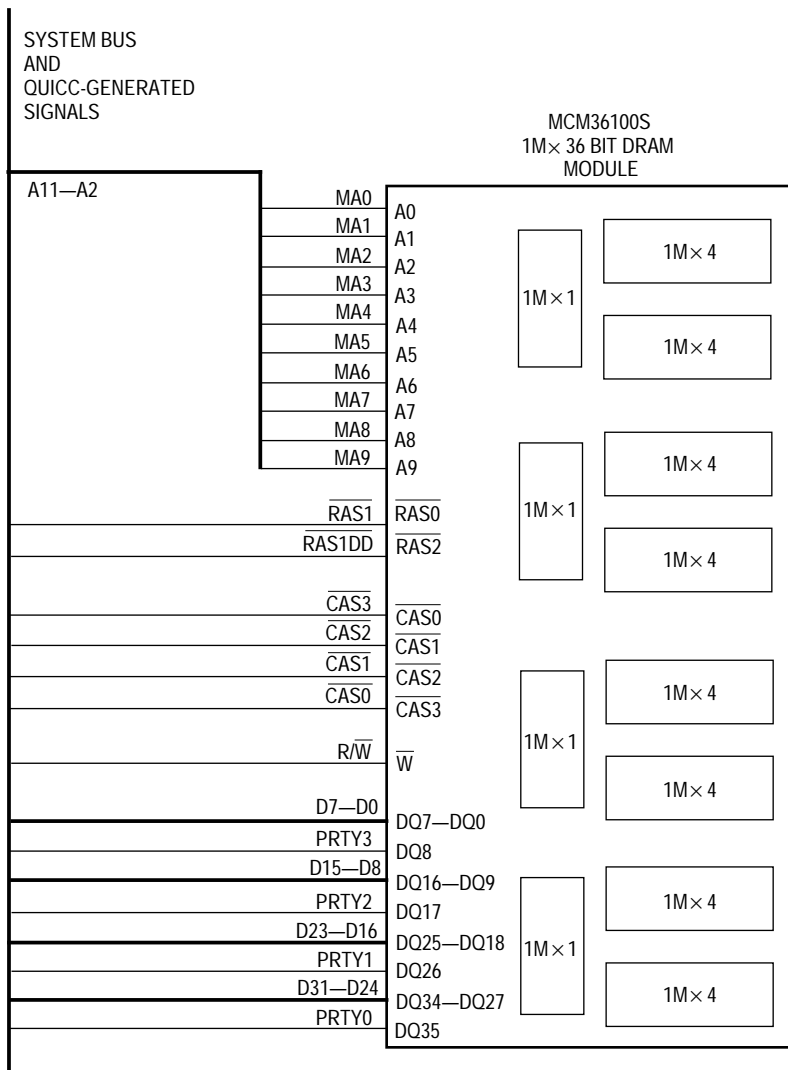 SYSTEM BUS
AND
QUICC-GENERATED
SIGNALS
MCM36100S
1M× 36 BIT DRAM
MODULE
A11—A2
MA0
A0
MA1
A1
MA2
A2
MA3
A3
MA4
A4
MA5
A5
MA6
A6
MA7
A7
MA8
A8
MA9
A9
RAS1
RAS0
RAS1DD
RAS2
CAS3
CAS0
CAS2
CAS1
CAS1
CAS2
CAS0
CAS3
R/W
W
D7—D0
DQ7—DQ0
PRTY3
DQ8
D15—D8
DQ16—DQ9
PRTY2
DQ17
D23—D16
DQ25—DQ18
PRTY1
DQ26
D31—D24
DQ34—DQ27
PRTY0
DQ35
1M×1
1M×4
1M×4
1M×1
1M×4
1M×4
1M×1
1M×4
1M×4
1M×1
1M×4
1M×4